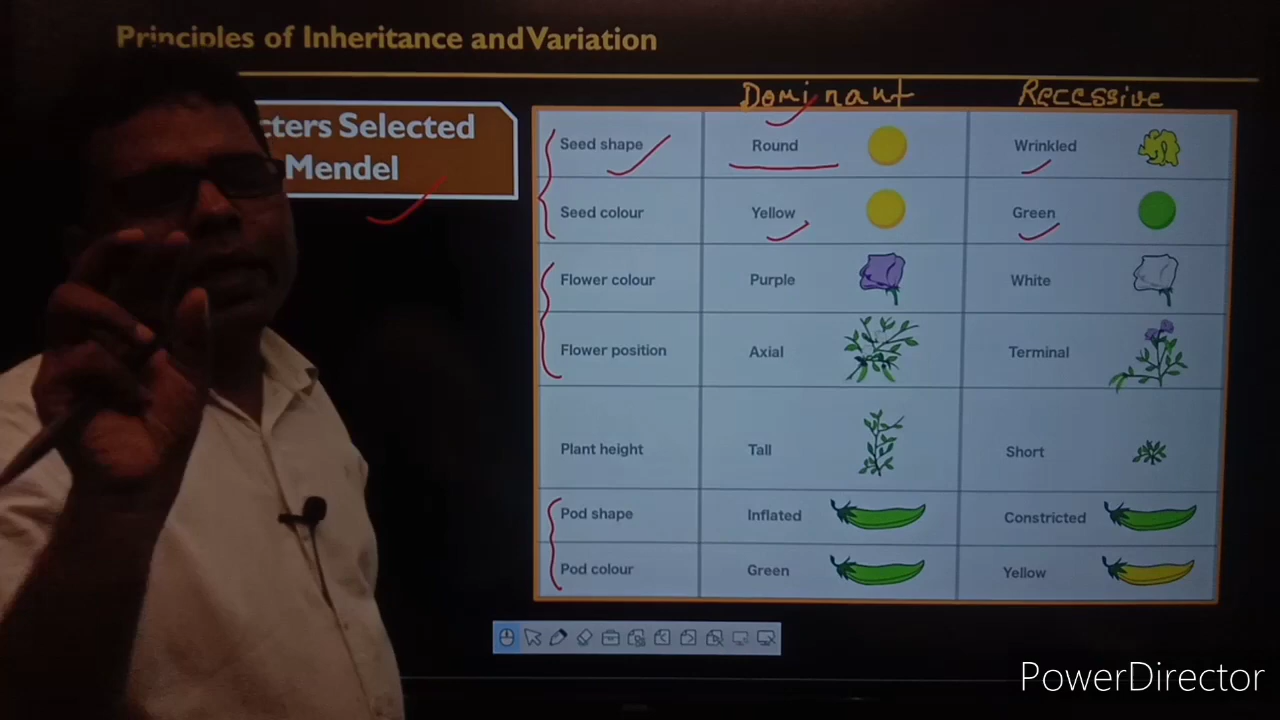 Principles of Inheritance and Variation
cters Selected
Mendel
Dominant Recessive
Seed shape Round Wrinkled
Seed colour Yellow Green
Flower colour Purple White
Flower position Axial Terminal
Plant height Tall Short
Pod shape Inflated Constricted
Pod colour Green Yellow
PowerDirector